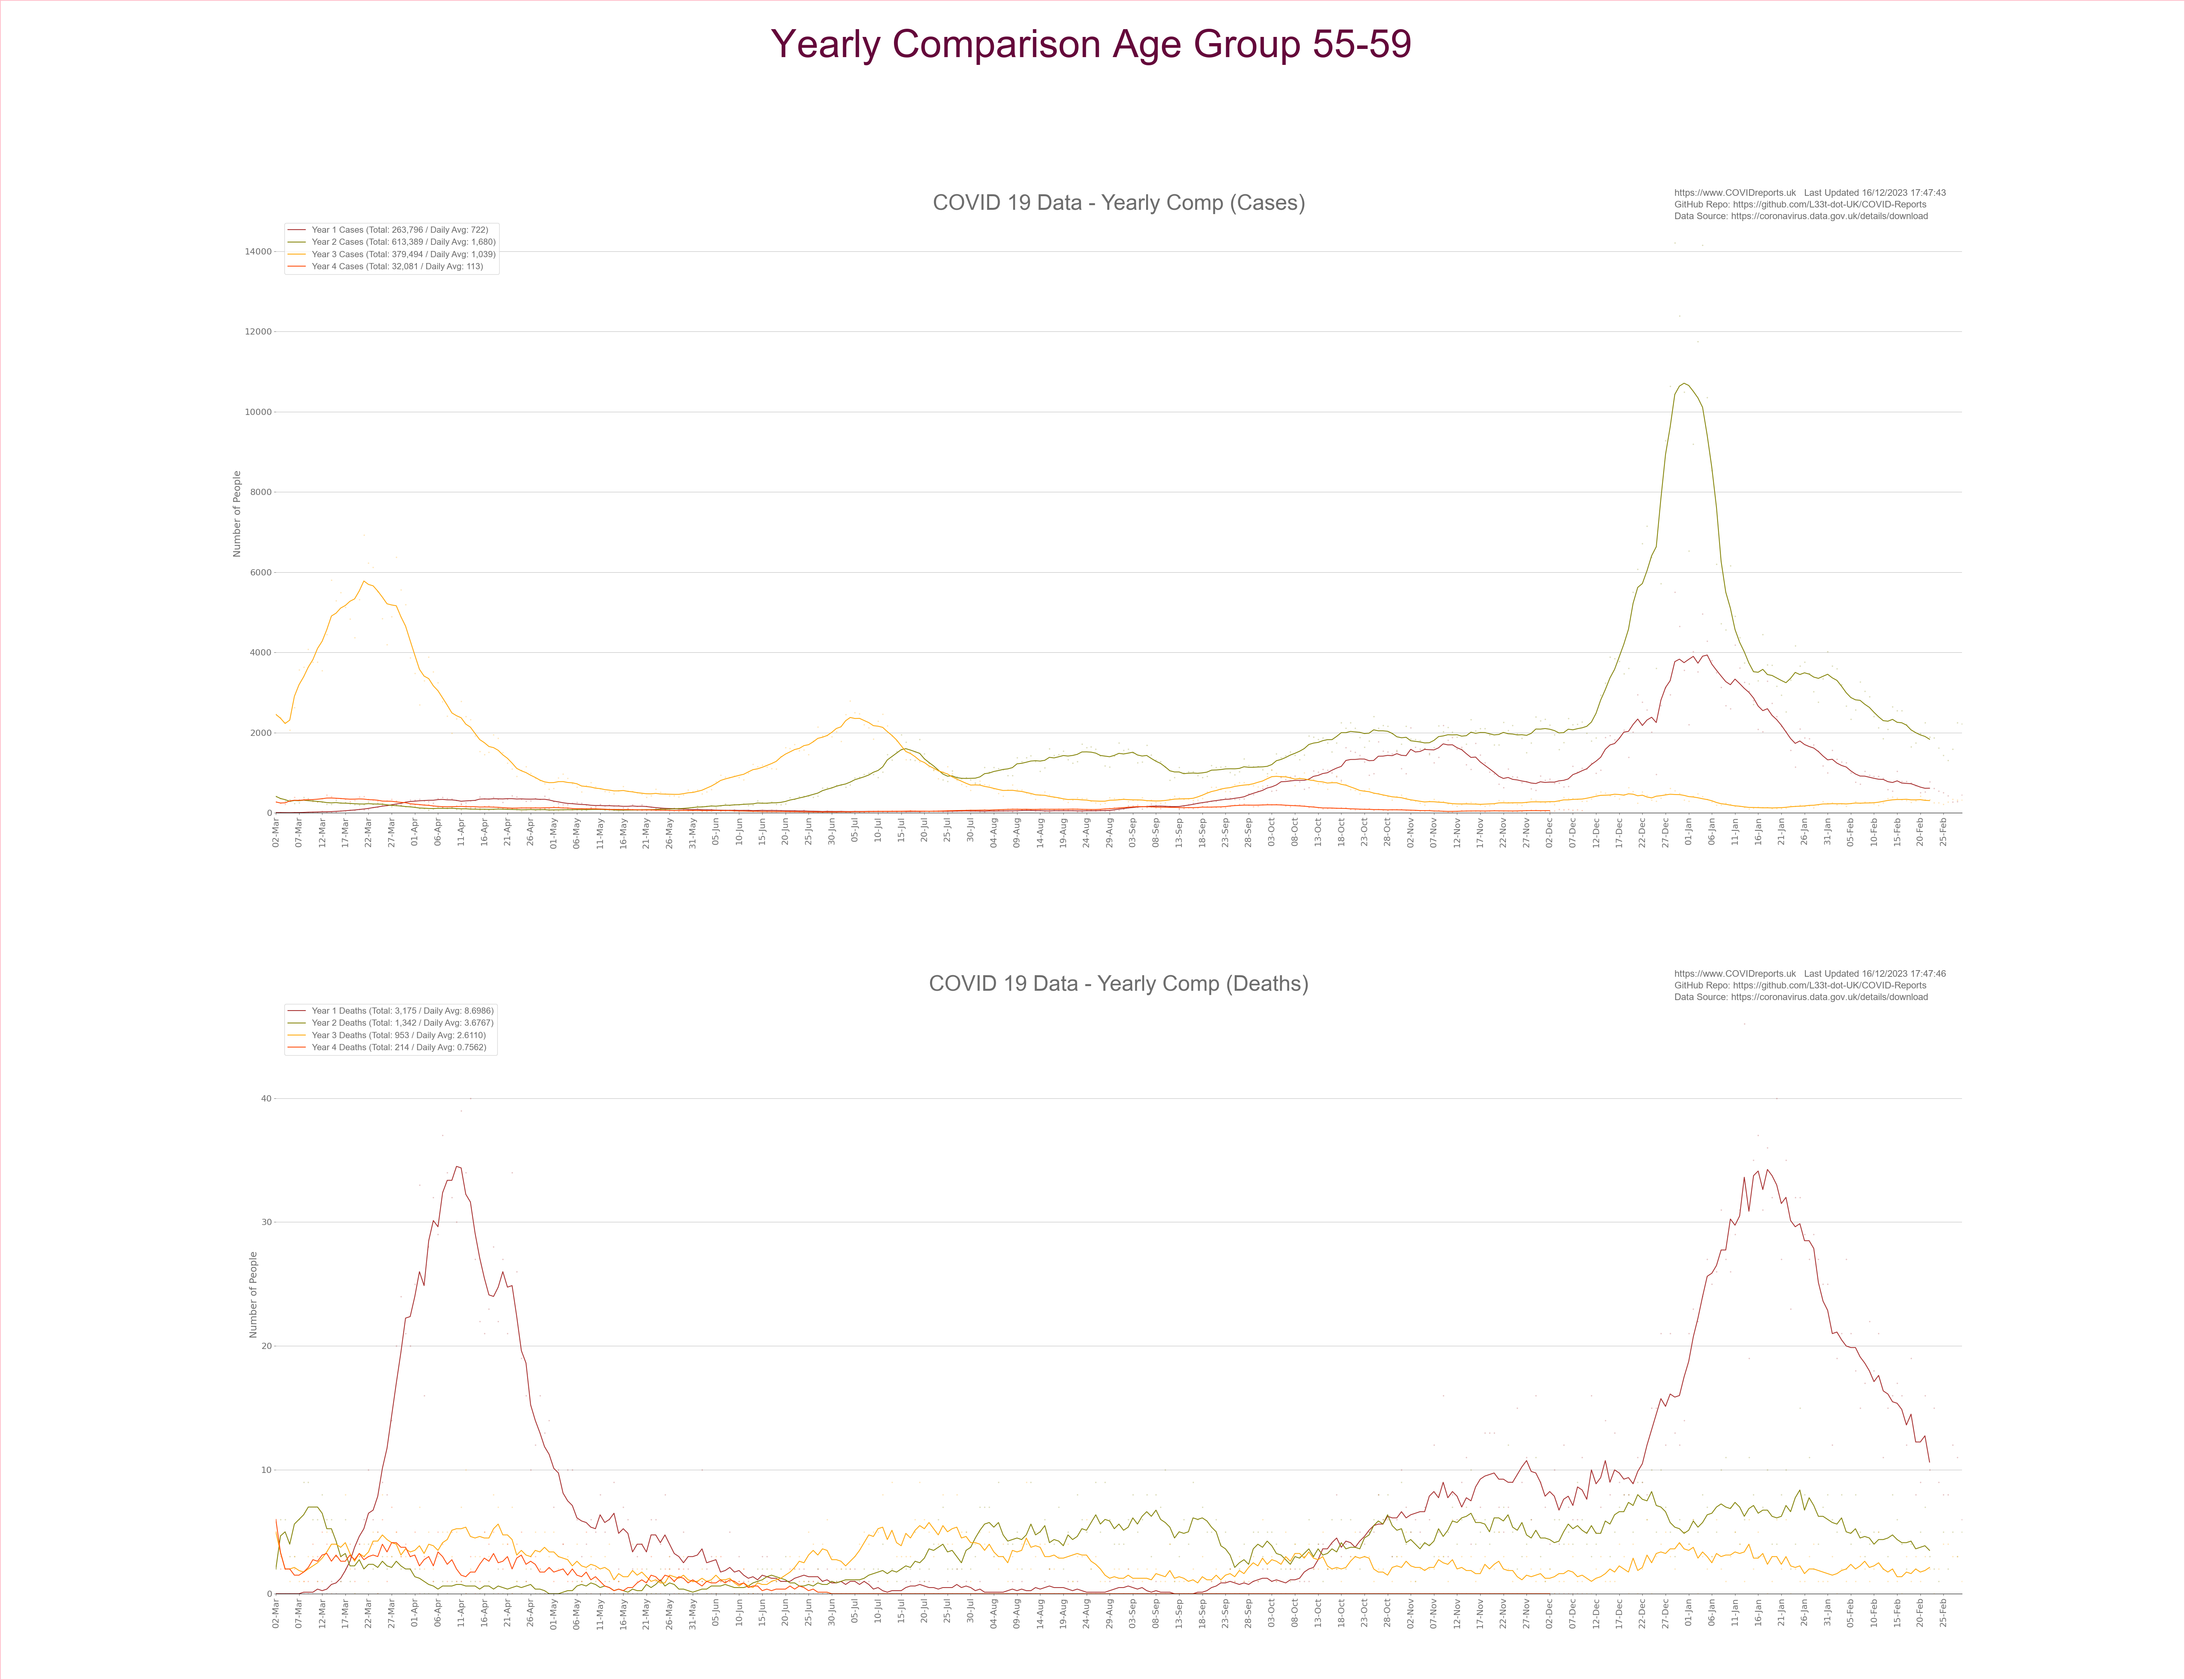 Yearly Comparison Age Group 55-59
COVID 19 Data - Yearly Comp (Cases)
https://www.COVIDreports.uk   Last Updated 16/12/2023 17:47:43
GitHub Repo: https://github.com/L33t-dot-UK/COVID-Reports
Data Source: https://coronavirus.data.gov.uk/details/download
Year 1 Cases (Total: 263,796 / Daily Avg: 722)
Year 2 Cases (Total: 613,389 / Daily Avg: 1,680)
Year 3 Cases (Total: 379,494 / Daily Avg: 1,039)
Year 4 Cases (Total: 32,081 / Daily Avg: 113)
Number of People
14000
12000
10000
8000
6000
4000
2000
0
02-Mar 07-Mar 12-Mar 17-Mar 22-Mar 27-Mar 01-Apr 06-Apr 11-Apr 16-Apr 21-Apr 26-Apr 01-May 06-May 11-May 16-May 21-May 26-May 31-May 05-Jun 10-Jun 15-Jun 20-Jun 25-Jun 30-Jun 05-Jul 10-Jul 15-Jul 20-Jul 25-Jul 30-Jul 04-Aug 09-Aug 14-Aug 19-Aug 24-Aug 29-Aug 03-Sep 08-Sep 13-Sep 18-Sep 23-Sep 28-Sep 03-Oct 08-Oct 13-Oct 18-Oct 23-Oct 28-Oct 02-Nov 07-Nov 12-Nov 17-Nov 22-Nov 27-Nov 02-Dec 07-Dec 12-Dec 17-Dec 22-Dec 27-Dec 01-Jan 06-Jan 11-Jan 16-Jan 21-Jan 26-Jan 31-Jan 05-Feb 10-Feb 15-Feb 20-Feb 25-Feb
COVID 19 Data - Yearly Comp (Deaths)
https://www.COVIDreports.uk   Last Updated 16/12/2023 17:47:46
GitHub Repo: https://github.com/L33t-dot-UK/COVID-Reports
Data Source: https://coronavirus.data.gov.uk/details/download
Year 1 Deaths (Total: 3,175 / Daily Avg: 8.6986)
Year 2 Deaths (Total: 1,342 / Daily Avg: 3.6767)
Year 3 Deaths (Total: 953 / Daily Avg: 2.6110)
Year 4 Deaths (Total: 214 / Daily Avg: 0.7562)
Number of People
40
30
20
10
0
02-Mar 07-Mar 12-Mar 17-Mar 22-Mar 27-Mar 01-Apr 06-Apr 11-Apr 16-Apr 21-Apr 26-Apr 01-May 06-May 11-May 16-May 21-May 26-May 31-May 05-Jun 10-Jun 15-Jun 20-Jun 25-Jun 30-Jun 05-Jul 10-Jul 15-Jul 20-Jul 25-Jul 30-Jul 04-Aug 09-Aug 14-Aug 19-Aug 24-Aug 29-Aug 03-Sep 08-Sep 13-Sep 18-Sep 23-Sep 28-Sep 03-Oct 08-Oct 13-Oct 18-Oct 23-Oct 28-Oct 02-Nov 07-Nov 12-Nov 17-Nov 22-Nov 27-Nov 02-Dec 07-Dec 12-Dec 17-Dec 22-Dec 27-Dec 01-Jan 06-Jan 11-Jan 16-Jan 21-Jan 26-Jan 31-Jan 05-Feb 10-Feb 15-Feb 20-Feb 25-Feb